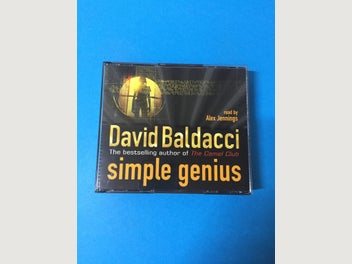 read by
Alex Jennings
David Baldacci
The bestselling author of The Camel Club
simple genius